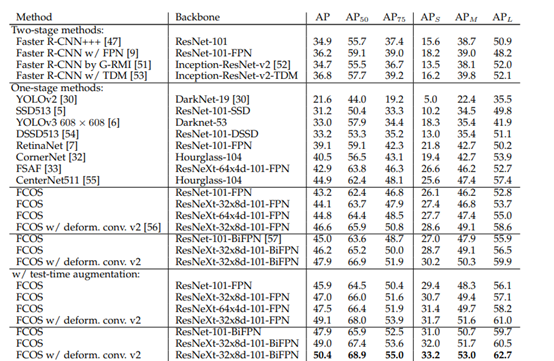 Method Backbone AP AP50 AP75 APS APM APL
Two-stage methods:
Faster R-CNN+++ [47] ResNet-101 34.9 55.7 37.4 15.6 38.7 50.9
Faster R-CNN w/ FPN [9] ResNet-101-FPN 36.2 59.1 39.0 18.2 39.0 48.2
Faster R-CNN by G-RMI [51] Inception-ResNet-v2 [52] 34.7 55.5 36.7 13.5 38.1 52.0
Faster R-CNN w/ TDM [53] Inception-ResNet-v2-TDM 36.8 57.7 39.2 16.2 39.8 52.1
One-stage methods:
YOLOv2 [30] DarkNet-19 [30] 21.6 44.0 19.2 5.0 22.4 35.5
SSD513 [5] ResNet-101-SSD 31.2 50.4 33.3 10.2 34.5 49.8
YOLOv3 608 × 608 [6] Darknet-53 33.0 57.9 34.4 18.3 35.4 41.9
DSSD513 [54] ResNet-101-DSSD 33.2 53.3 35.2 13.0 35.4 51.1
RetinaNet [7] ResNet-101-FPN 39.1 59.1 42.3 21.8 42.7 50.2
CornerNet [32] Hourglass-104 40.5 56.5 43.1 19.4 42.7 53.9
FSAF [33] ResNeXt-64x4d-101-FPN 42.9 63.8 46.3 26.6 46.2 52.7
CenterNet511 [55] Hourglass-104 44.9 62.4 48.1 25.6 47.4 57.4
FCOS ResNet-101-FPN 43.2 62.4 46.8 26.1 46.2 52.8
FCOS ResNeXt-32x8d-101-FPN 44.1 63.7 47.9 27.4 46.8 53.7
FCOS ResNeXt-64x4d-101-FPN 44.8 64.4 48.5 27.7 47.4 55.0
FCOS w/ deform. conv. v2 [56] ResNeXt-32x8d-101-FPN 46.6 65.9 50.8 28.6 49.1 58.6
FCOS ResNet-101-BiFPN [57] 45.0 63.6 48.7 27.0 47.9 55.9
FCOS ResNeXt-32x8d-101-BiFPN 46.2 65.2 50.0 28.7 49.1 56.5
FCOS w/ deform. conv. v2 ResNeXt-32x8d-101-BiFPN 47.9 66.9 51.9 30.2 50.3 59.9
w/ test-time augmentation:
FCOS ResNet-101-FPN 45.9 64.5 50.4 29.4 48.3 56.1
FCOS ResNeXt-32x8d-101-FPN 47.0 66.0 51.6 30.7 49.4 57.1
FCOS ResNeXt-64x4d-101-FPN 47.5 66.4 51.9 31.4 49.7 58.2
FCOS w/ deform. conv. v2 ResNeXt-32x8d-101-FPN 49.1 68.0 53.9 31.7 51.6 61.0
FCOS ResNet-101-BiFPN 47.9 65.9 52.5 31.0 50.7 59.7
FCOS ResNeXt-32x8d-101-BiFPN 49.0 67.4 53.6 32.0 51.7 60.5
FCOS w/ deform. conv. v2 ResNeXt-32x8d-101-BiFPN 50.4 68.9 55.0 33.2 53.0 62.7